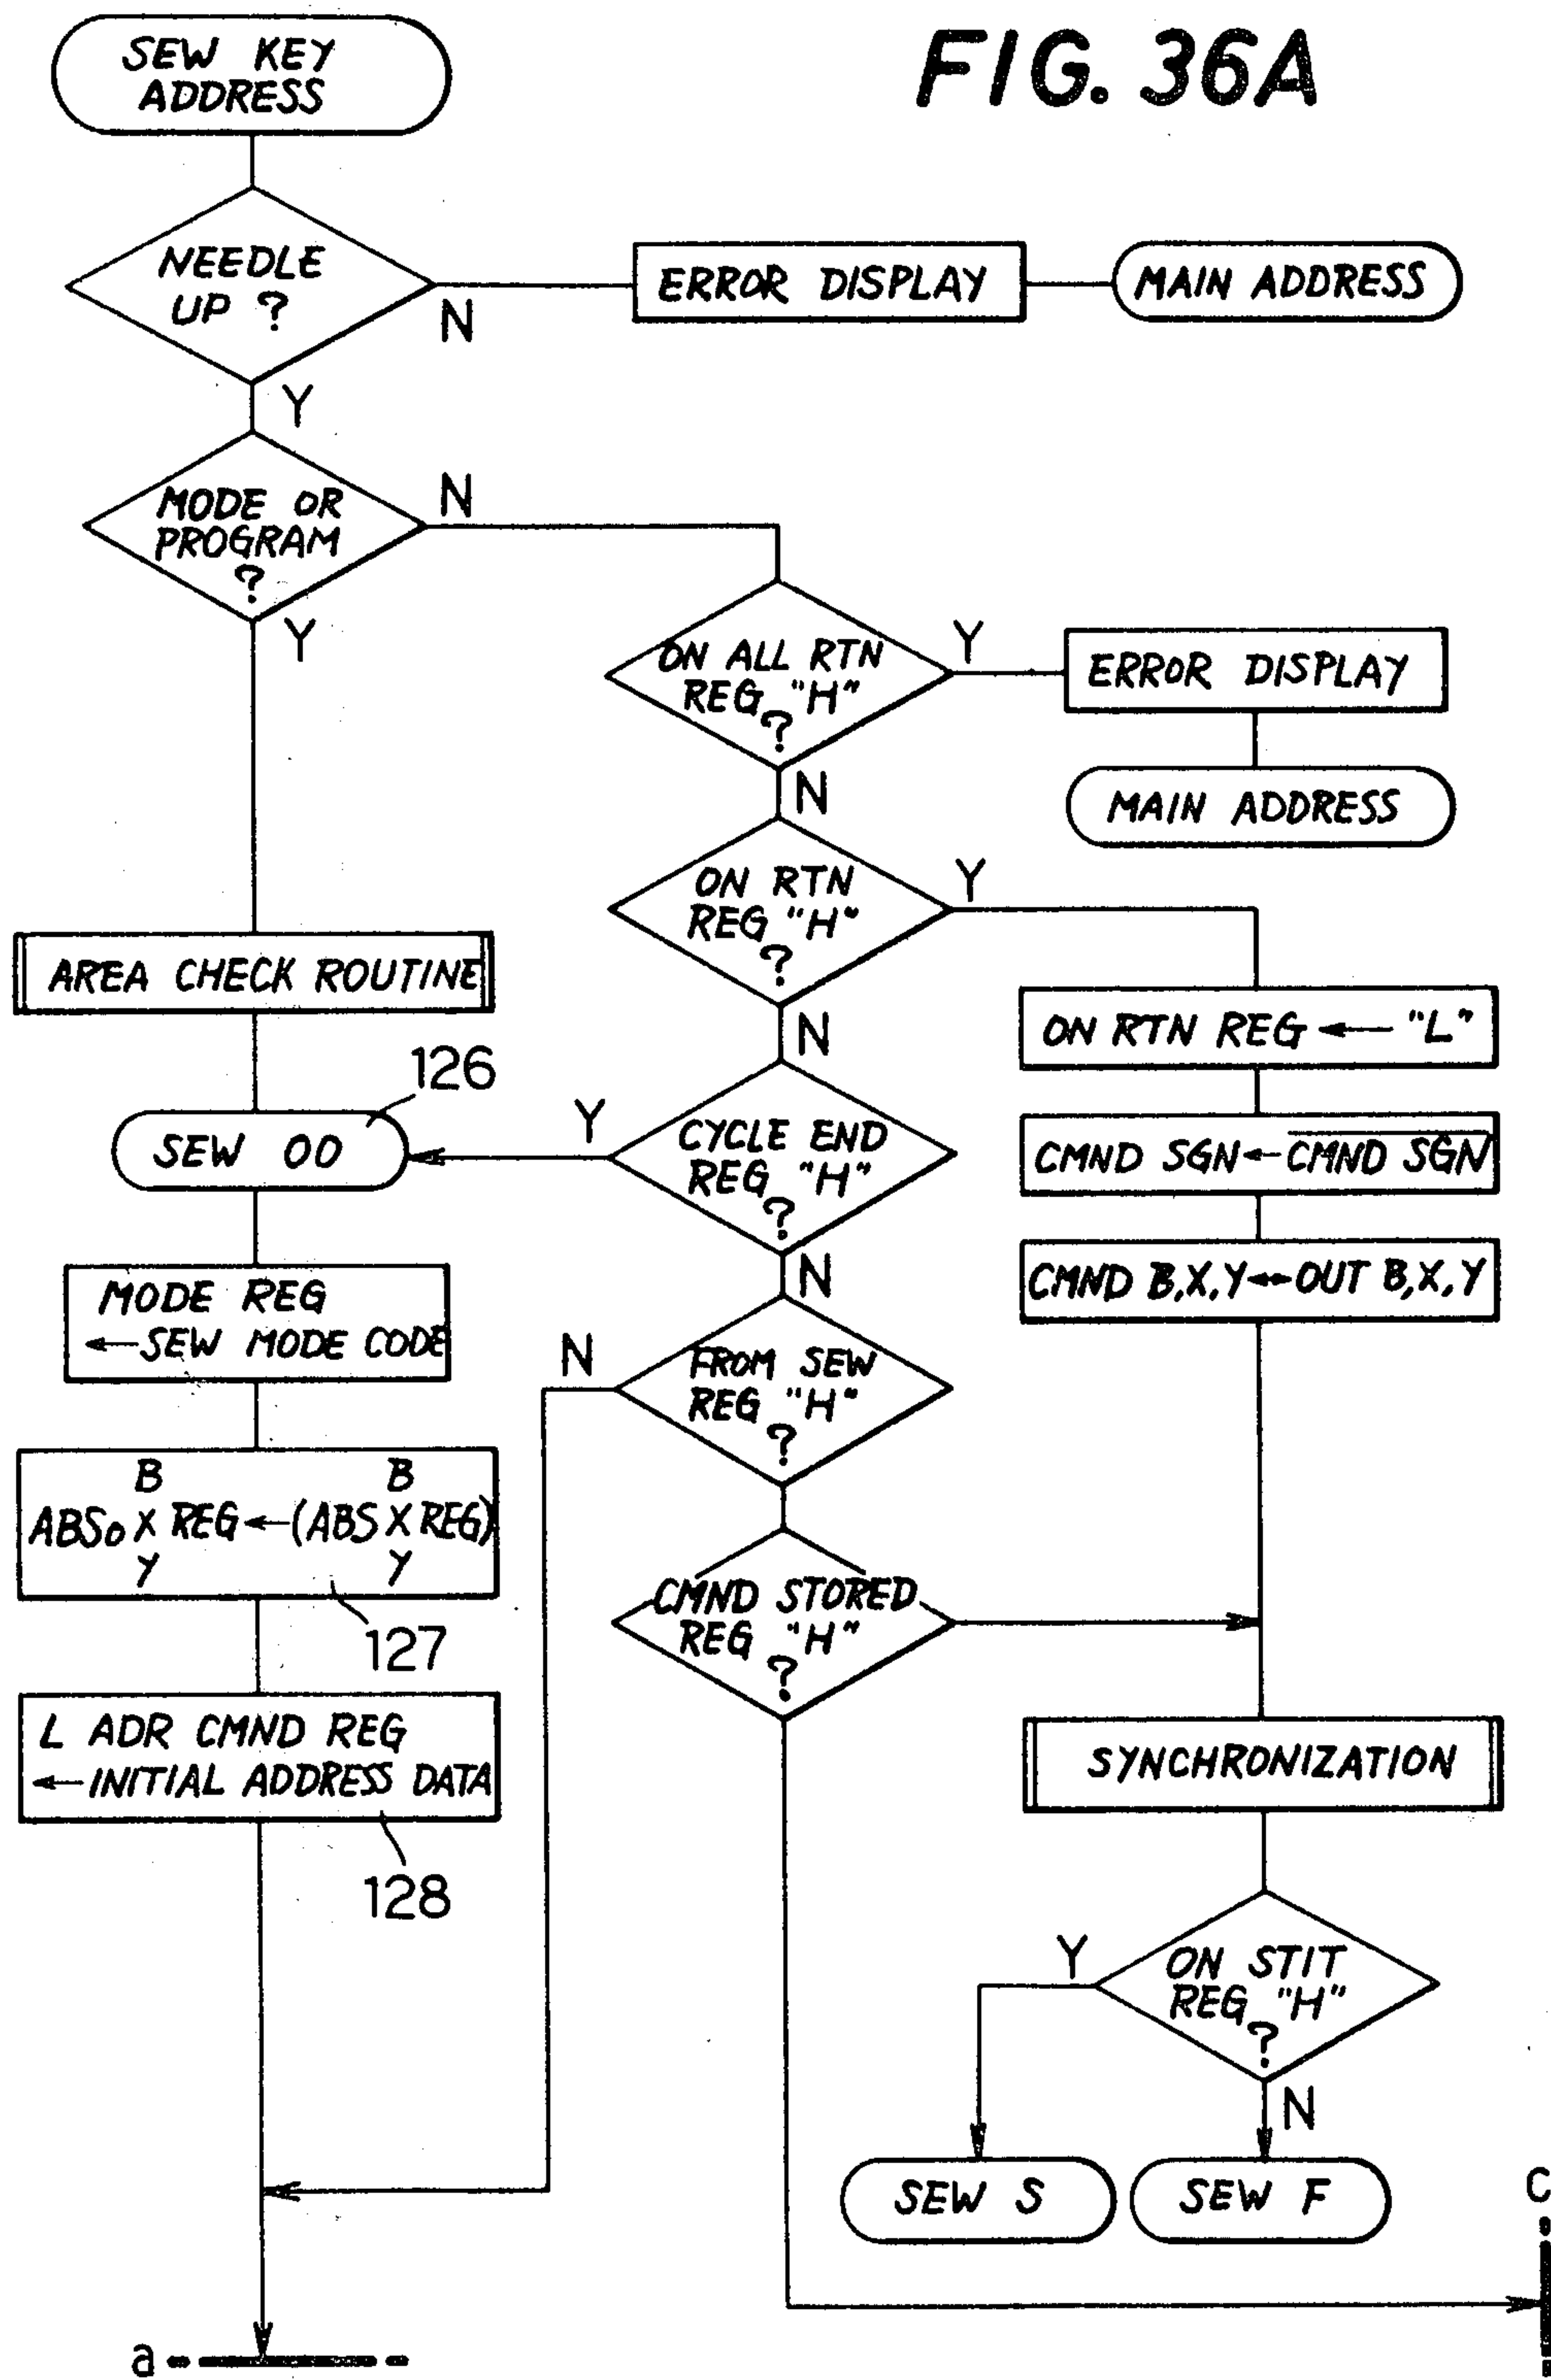 FIG. 36A
SEW KEY
ADDRESS
NEEDLE
UP ?
N
ERROR DISPLAY
MAIN ADDRESS
Y
MODE OR
PROGRAM
?
N
Y
ON ALL RTN
REG "H"
?
Y
ERROR DISPLAY
MAIN ADDRESS
N
ON RTN
REG "H"
?
Y
N
AREA CHECK ROUTINE
ON RTN REG ← "L"
126
SEW 00
Y
CYCLE END
REG "H"
?
N
CMND SGN ← CMND SGN
CMND B,X,Y ↔ OUT B,X,Y
MODE REG
← SEW MODE CODE
N
FROM SEW
REG "H"
?
B B
ABS0 X REG ← (ABS X REG)
Y Y
127
CMND STORED
REG "H"
?
L ADR CMND REG
← INITIAL ADDRESS DATA
128
SYNCHRONIZATION
Y
ON STIT
REG "H"
?
N
SEW S
SEW F
C
a